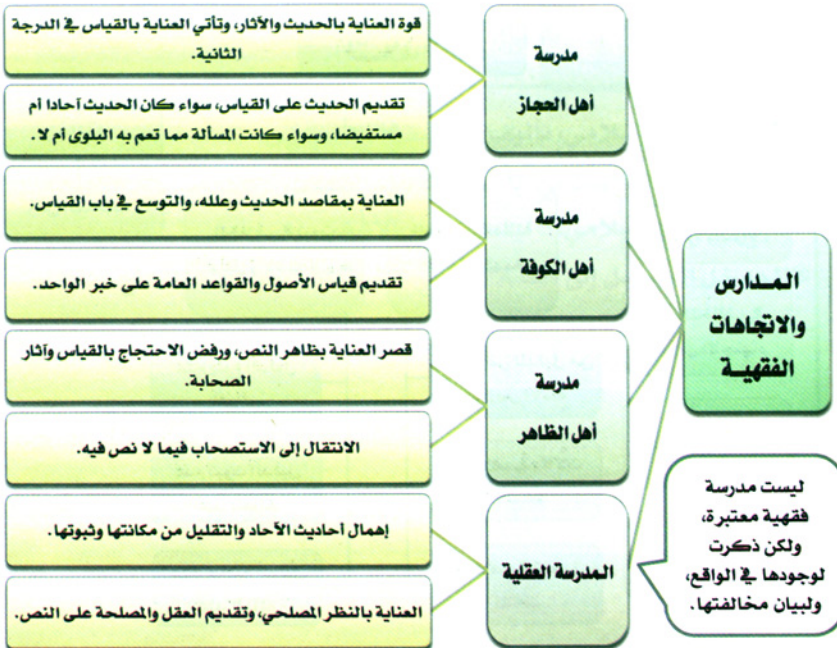 المـدارس
والاتجاهات
الفقهيـة
مدرسة
أهل الحجاز
قوة العناية بالحديث والآثار، وتأتي العناية بالقياس في الدرجة
الثانية.
تقديم الحديث على القياس، سواء كان الحديث آحادا أم
مستفيضا، وسواء كانت المسألة مما تعم به البلوى أم لا.
مدرسة
أهل الكوفة
العناية بمقاصد الحديث وعلله، والتوسع في باب القياس.
تقديم قياس الأصول والقواعد العامة على خبر الواحد.
مدرسة
أهل الظاهر
قصر العناية بظاهر النص، ورفض الاحتجاج بالقياس وآثار
الصحابة.
الانتقال إلى الاستصحاب فيما لا نص فيه.
المدرسة العقلية
إهمال أحاديث الآحاد والتقليل من مكانتها وثبوتها.
العناية بالنظر المصلحي، وتقديم العقل والمصلحة على النص.
ليست مدرسة
فقهية معتبرة،
ولكن ذكرت
لوجودها في الواقع،
ولبيان مخالفتها.